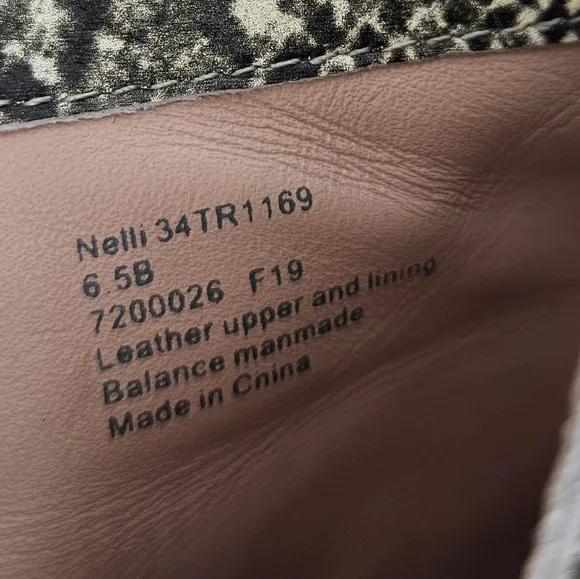 Nelli 34TR1169
6.5B
7200026 F19
Leather upper and lining
Balance manmade
Made in China